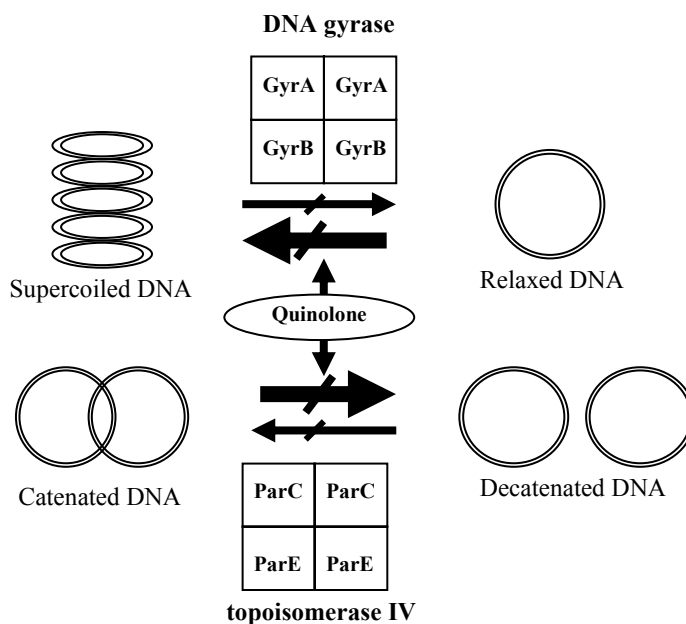 DNA gyrase
GyrA GyrA
GyrB GyrB
Supercoiled DNA
Relaxed DNA
Quinolone
Catenated DNA
Decatenated DNA
ParC ParC
ParE ParE
topoisomerase IV